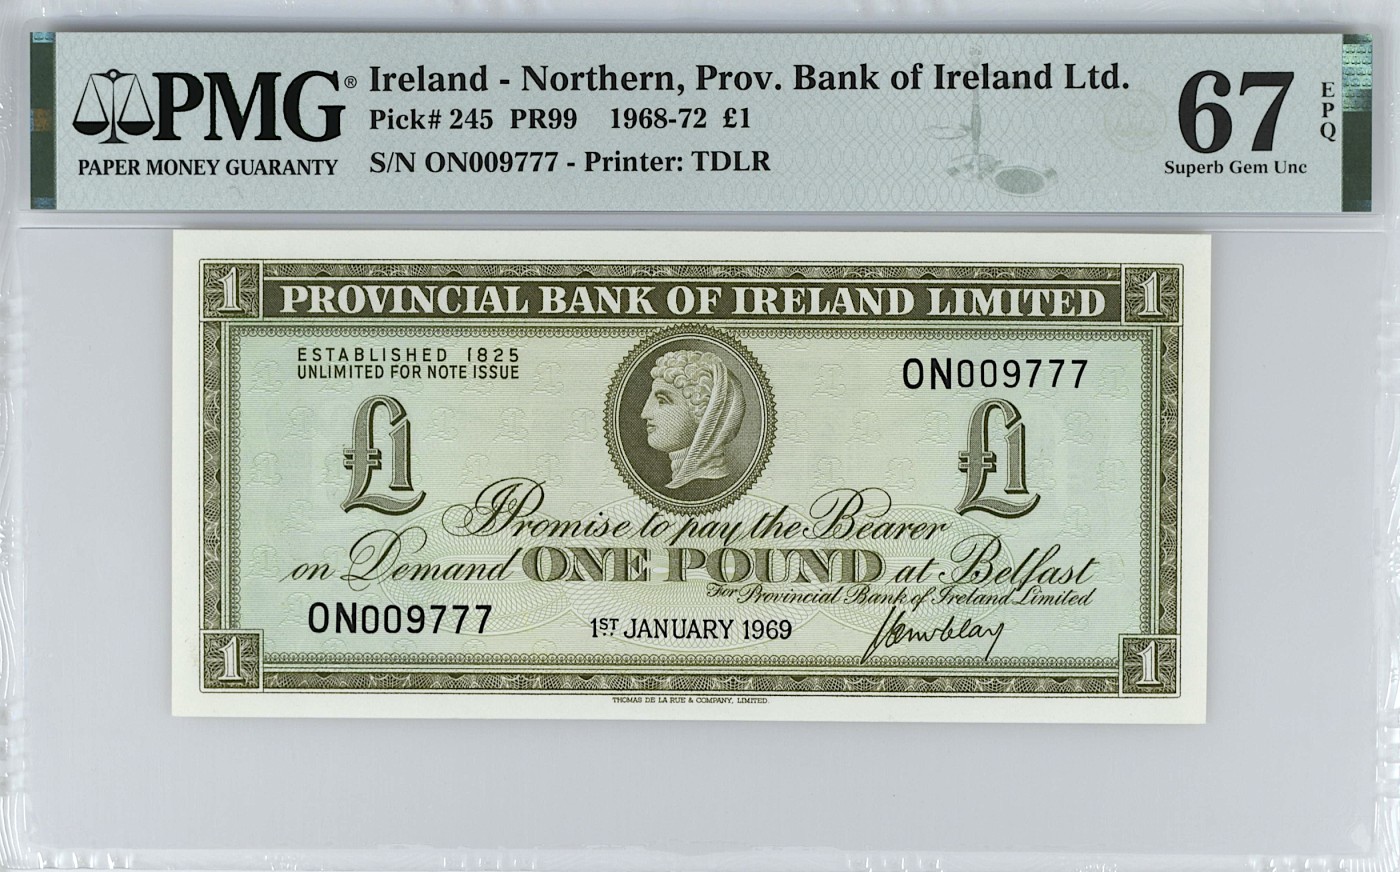 PMG®
PAPER MONEY GUARANTY
Ireland - Northern, Prov. Bank of Ireland Ltd.
Pick# 245 PR99 1968-72 £1
S/N ON009777 - Printer: TDLR
67
EPQ
Superb Gem Unc
1 PROVINCIAL BANK OF IRELAND LIMITED 1
ESTABLISHED 1825
UNLIMITED FOR NOTE ISSUE
ON009777
£1 £1
I Promise to pay the Bearer
on Demand ONE POUND at Belfast
For Provincial Bank of Ireland Limited
ON009777
1ST JANUARY 1969
1 1
THOMAS DE LA RUE & COMPANY, LIMITED.